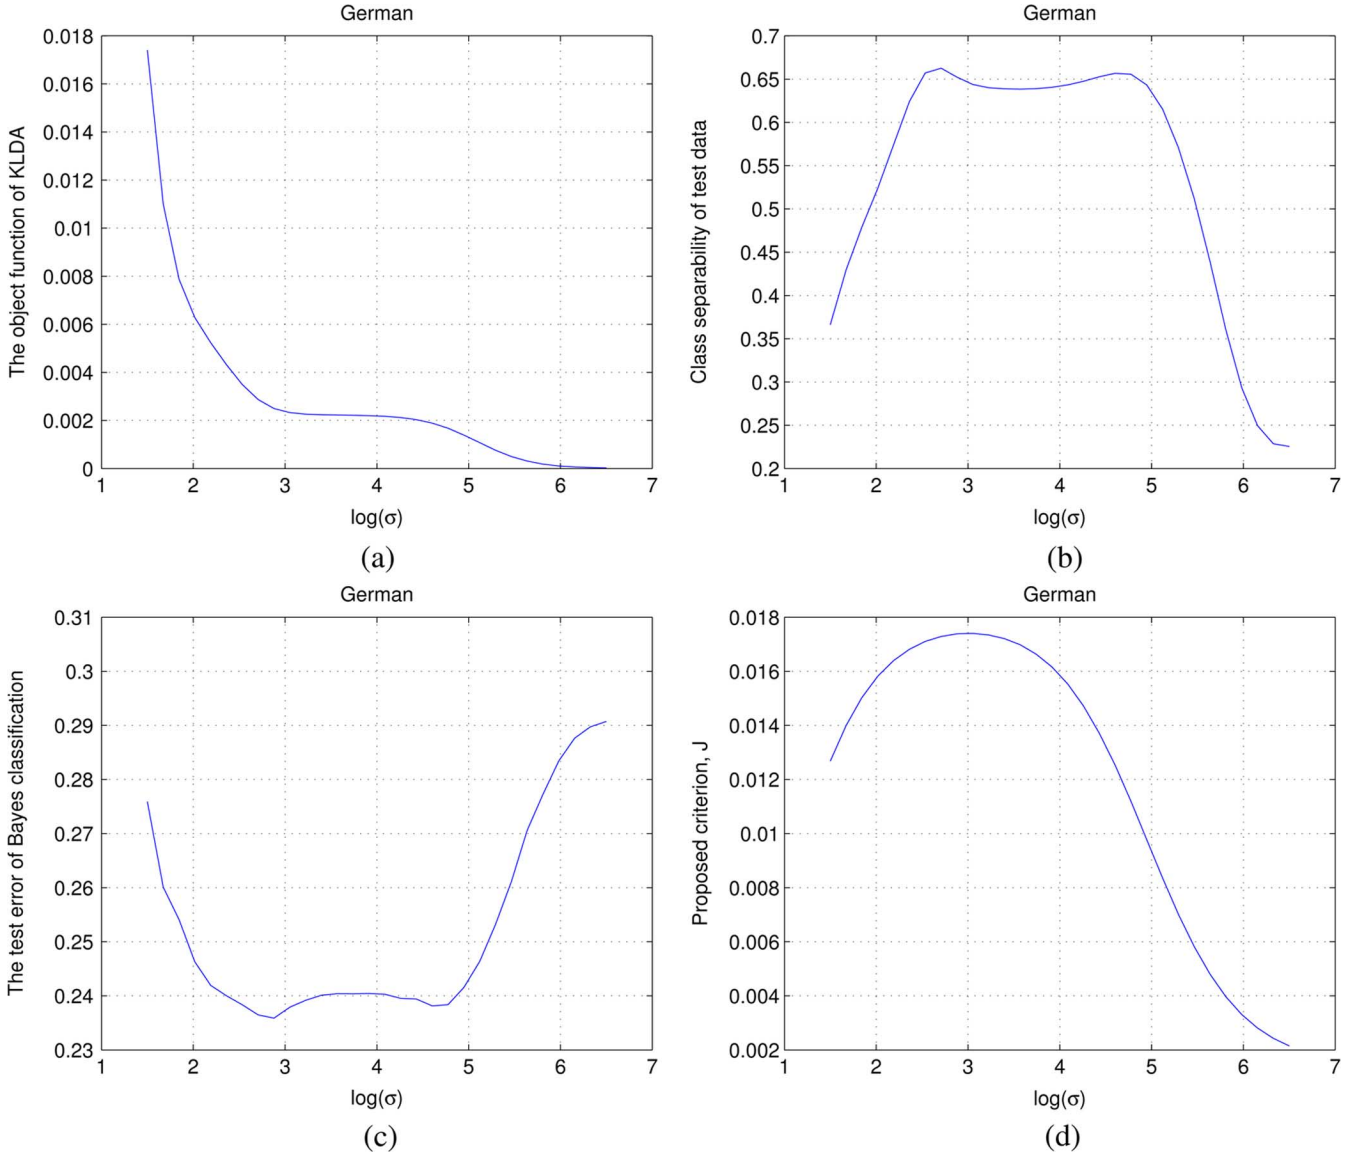 German
The object function of KLDA
0.018
0.016
0.014
0.012
0.01
0.008
0.006
0.004
0.002
0
1 2 3 4 5 6 7
log(σ)
(a)
German
Class separability of test data
0.7
0.65
0.6
0.55
0.5
0.45
0.4
0.35
0.3
0.25
0.2
1 2 3 4 5 6 7
log(σ)
(b)
German
The test error of Bayes classification
0.31
0.3
0.29
0.28
0.27
0.26
0.25
0.24
0.23
1 2 3 4 5 6 7
log(σ)
(c)
German
Proposed criterion, J
0.018
0.016
0.014
0.012
0.01
0.008
0.006
0.004
0.002
1 2 3 4 5 6 7
log(σ)
(d)